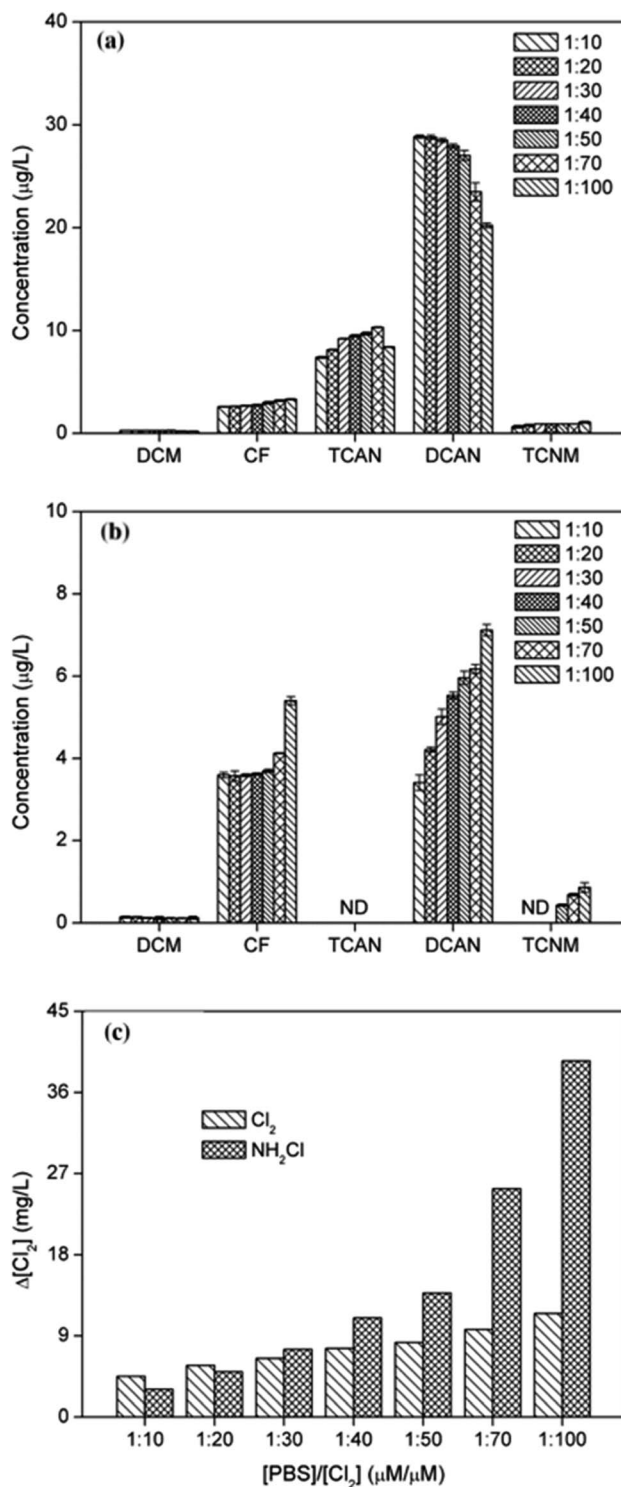 (a)
40
30
20
10
0
Concentration (μg/L)
1:10
1:20
1:30
1:40
1:50
1:70
1:100
DCM CF TCAN DCAN TCNM
(b)
10
8
6
4
2
0
Concentration (μg/L)
1:10
1:20
1:30
1:40
1:50
1:70
1:100
ND ND
DCM CF TCAN DCAN TCNM
(c)
45
36
27
18
9
0
Δ[Cl₂] (mg/L)
Cl₂
NH₂Cl
1:10 1:20 1:30 1:40 1:50 1:70 1:100
[PBS]/[Cl₂] (μM/μM)